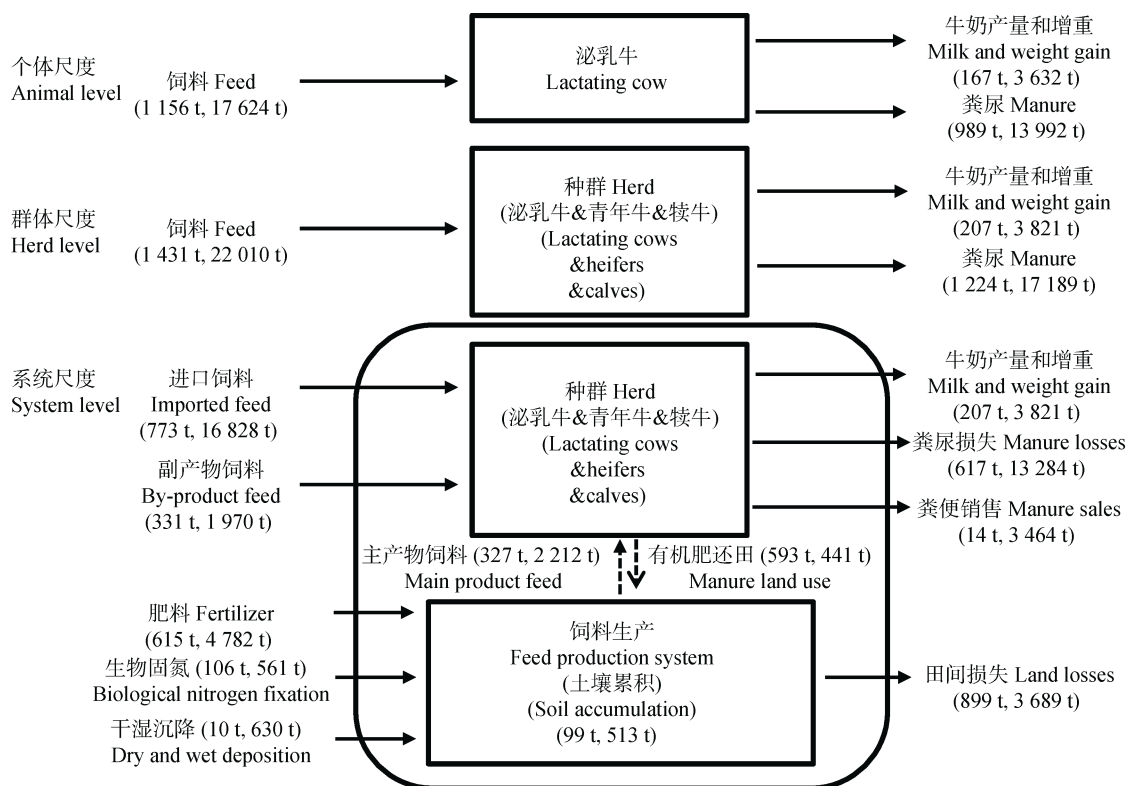 个体尺度
Animal level
饲料 Feed
(1 156 t, 17 624 t)
泌乳牛
Lactating cow
牛奶产量和增重
Milk and weight gain
(167 t, 3 632 t)
粪尿 Manure
(989 t, 13 992 t)
群体尺度
Herd level
饲料 Feed
(1 431 t, 22 010 t)
种群 Herd
(泌乳牛&青年牛&犊牛)
(Lactating cows
&heifers
&calves)
牛奶产量和增重
Milk and weight gain
(207 t, 3 821 t)
粪尿 Manure
(1 224 t, 17 189 t)
系统尺度
System level
进口饲料
Imported feed
(773 t, 16 828 t)
副产物饲料
By-product feed
(331 t, 1 970 t)
种群 Herd
(泌乳牛&青年牛&犊牛)
(Lactating cows
&heifers
&calves)
牛奶产量和增重
Milk and weight gain
(207 t, 3 821 t)
粪尿损失 Manure losses
(617 t, 13 284 t)
粪便销售 Manure sales
(14 t, 3 464 t)
主产物饲料 (327 t, 2 212 t)
Main product feed
有机肥还田 (593 t, 441 t)
Manure land use
肥料 Fertilizer
(615 t, 4 782 t)
生物固氮 (106 t, 561 t)
Biological nitrogen fixation
干湿沉降 (10 t, 630 t)
Dry and wet deposition
饲料生产
Feed production system
(土壤累积)
(Soil accumulation)
(99 t, 513 t)
田间损失 Land losses
(899 t, 3 689 t)